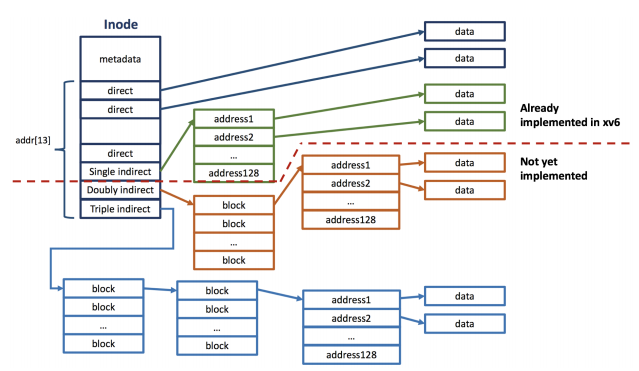 Inode
metadata
direct
direct
direct
Single indirect
Doubly indirect
Triple indirect
addr[13]
address1
address2
...
address128
data
data
data
data
Already
implemented in xv6
Not yet
implemented
block
block
...
block
address1
address2
...
address128
data
data
block
block
...
block
block
block
...
block
address1
address2
...
address128
data
data